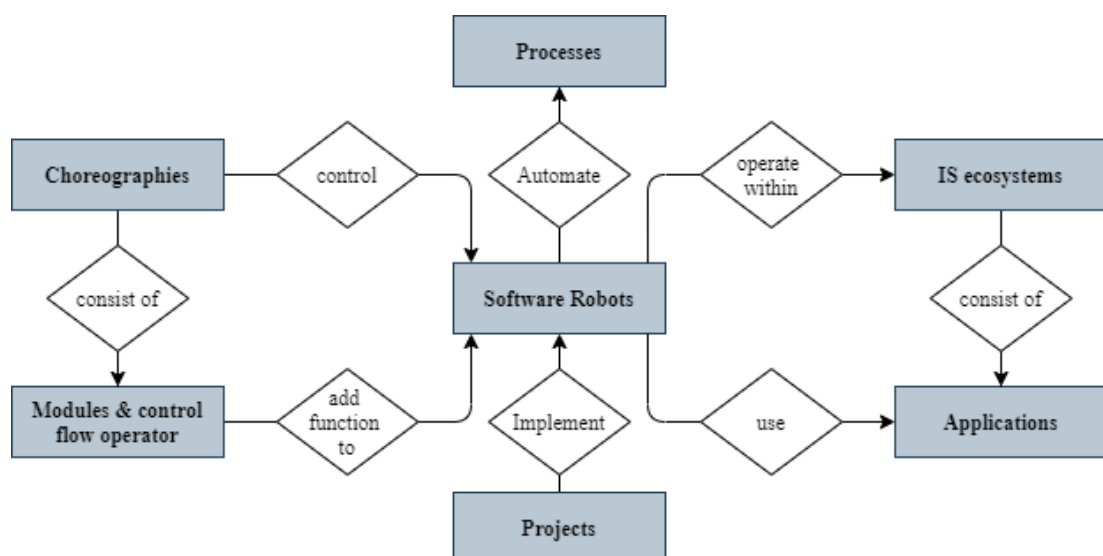 Processes
Choreographies
control
Automate
operate
within
IS ecosystems
consist of
Software Robots
consist of
Modules & control
flow operator
add
function
to
Implement
use
Applications
Projects